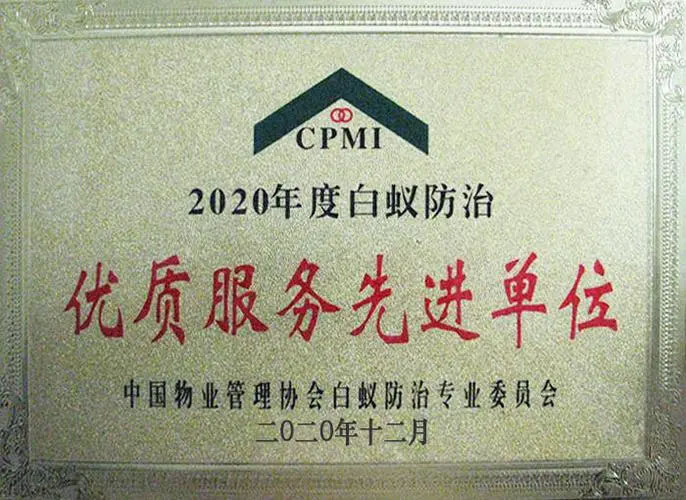 CPMI
2020年度白蚁防治
优质服务先进单位
中国物业管理协会白蚁防治专业委员会
二0二0年十二月